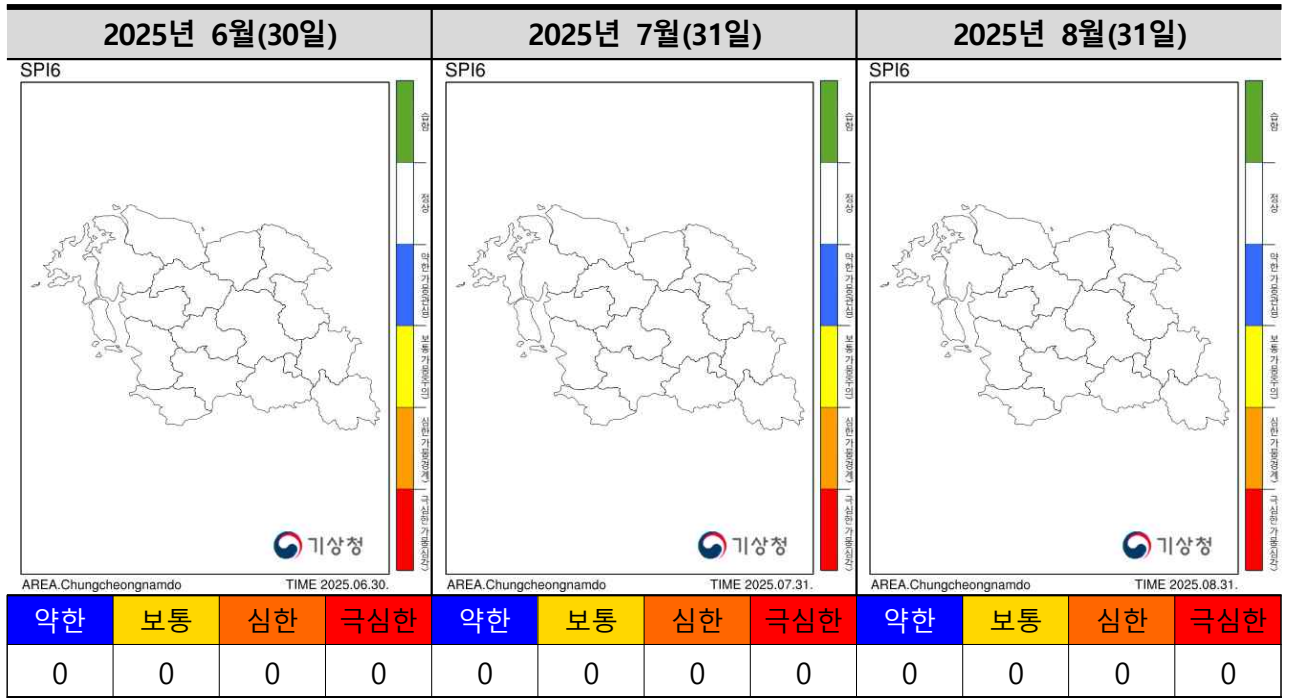 2025년 6월(30일) 2025년 7월(31일) 2025년 8월(31일)
SPI6 SPI6 SPI6
습함 습함 습함
정상 정상 정상
약한가뭄관심) 약한가뭄관심) 약한가뭄관심)
보통가뭄주의) 보통가뭄주의) 보통가뭄주의)
심한가뭄경계) 심한가뭄경계) 심한가뭄경계)
극심한가뭄심각) 극심한가뭄심각) 극심한가뭄심각)
기상청 기상청 기상청
AREA.Chungcheongnamdo TIME 2025.06.30. AREA.Chungcheongnamdo TIME 2025.07.31. AREA.Chungcheongnamdo TIME 2025.08.31.
약한 보통 심한 극심한 약한 보통 심한 극심한 약한 보통 심한 극심한
0 0 0 0 0 0 0 0 0 0 0 0